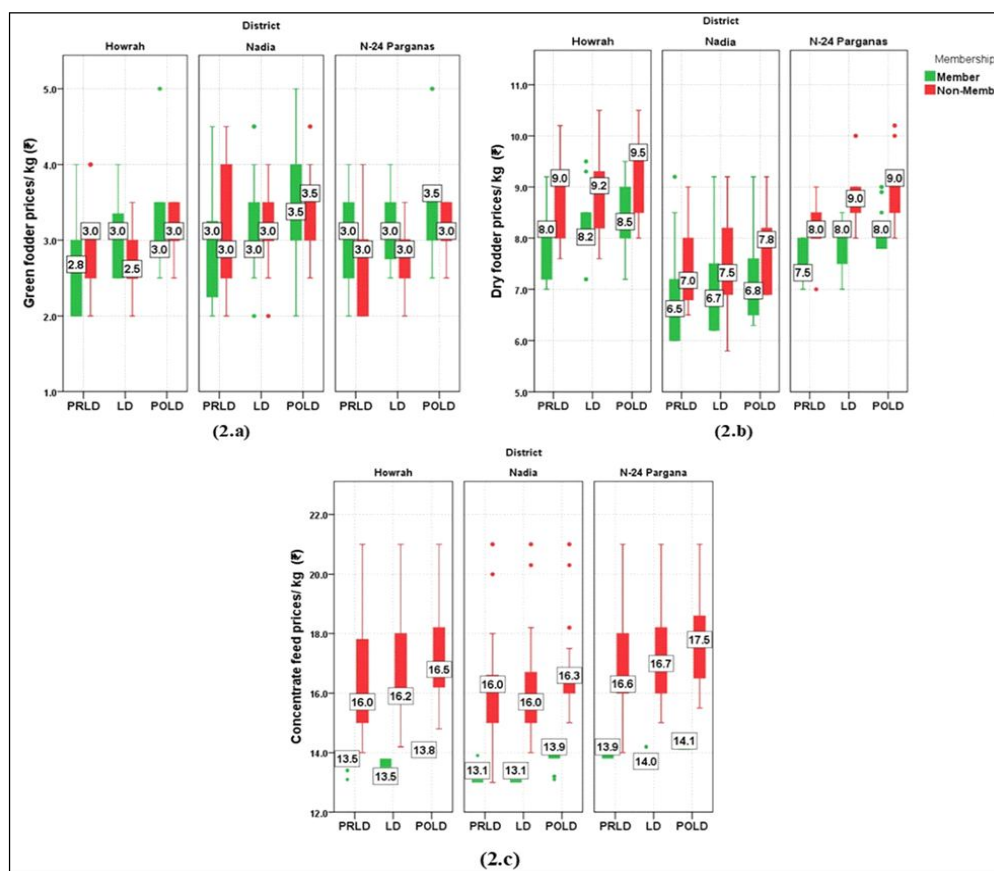 District
Howrah Nadia N-24 Parganas
Green fodder prices/ kg (₹)
5.0
4.0
3.0
2.0
1.0
2.8 3.0 3.0 2.5 3.0 3.0
3.0 3.0 3.0 3.0 3.5 3.5
3.0 3.0 3.0 3.0 3.5 3.0
PRLD LD POLD PRLD LD POLD PRLD LD POLD
(2.a)
District
Howrah Nadia N-24 Parganas
Membership
Member
Non-Memb
Dry fodder prices/ kg (₹)
11.0
10.0
9.0
8.0
7.0
6.0
5.0
8.0 9.0 8.2 9.2 8.5 9.5
6.5 7.0 6.7 7.5 6.8 7.8
7.5 8.0 8.0 9.0 8.0 9.0
PRLD LD POLD PRLD LD POLD PRLD LD POLD
(2.b)
District
Howrah Nadia N-24 Pargana
Concentrate feed prices/ kg (₹)
22.0
20.0
18.0
16.0
14.0
12.0
13.5 16.0 13.5 16.2 13.8 16.5
13.1 16.0 13.1 16.0 13.9 16.3
13.9 16.6 14.0 16.7 14.1 17.5
PRLD LD POLD PRLD LD POLD PRLD LD POLD
(2.c)